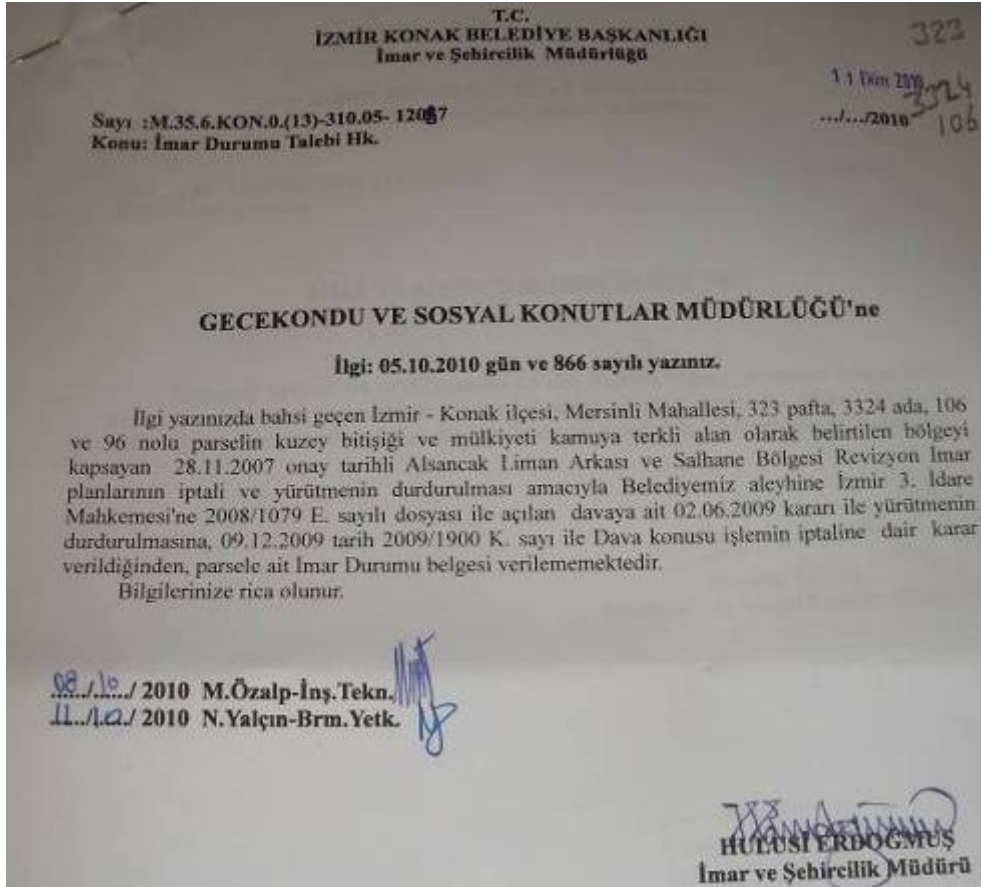 T.C.
İZMİR KONAK BELEDİYE BAŞKANLIĞI
İmar ve Şehircilik Müdürlüğü
323
11 Ekim 2010
3324
Sayı :M.35.6.KON.0.(13)-310.05- 12087
.../.../2010
106
Konu: İmar Durumu Talebi Hk.
GECEKONDU VE SOSYAL KONUTLAR MÜDÜRLÜĞÜ'ne
İlgi: 05.10.2010 gün ve 866 sayılı yazınız.
İlgi yazınızda bahsi geçen İzmir - Konak ilçesi, Mersinli Mahallesi, 323 pafta, 3324 ada, 106
ve 96 nolu parselin kuzey bitişiği ve mülkiyeti kamuya terkli alan olarak belirtilen bölgeyi
kapsayan 28.11.2007 onay tarihli Alsancak Liman Arkası ve Salhane Bölgesi Revizyon İmar
planlarının iptali ve yürütmenin durdurulması amacıyla Belediyemiz aleyhine İzmir 3. İdare
Mahkemesi'ne 2008/1079 E. sayılı dosyası ile açılan davaya ait 02.06.2009 kararı ile yürütmenin
durdurulmasına, 09.12.2009 tarih 2009/1900 K. sayı ile Dava konusu işlemin iptaline dair karar
verildiğinden, parsele ait İmar Durumu belgesi verilememektedir.
Bilgilerinize rica olunur.
08/10/ 2010 M.Özalp-İnş.Tekn.
11/10/ 2010 N.Yalçın-Brm.Yetk.
HULUSİ ERDOĞMUŞ
İmar ve Şehircilik Müdürü